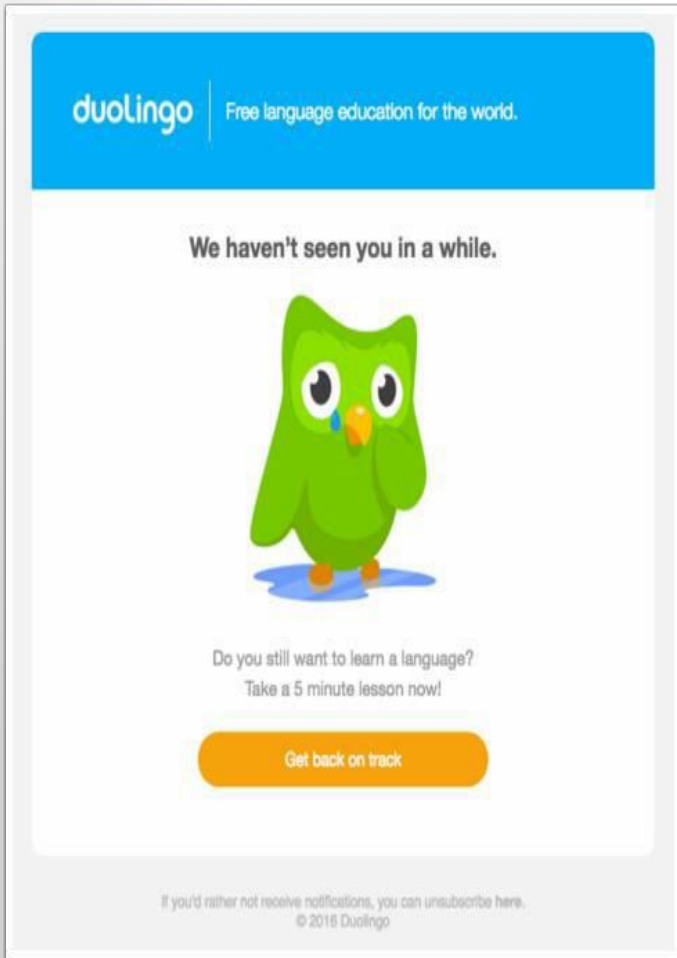 duolingo
Free language education for the world.
We haven't seen you in a while.
Do you still want to learn a language?
Take a 5 minute lesson now!
Get back on track
If you'd rather not receive notifications, you can unsubscribe here.
© 2016 Duolingo